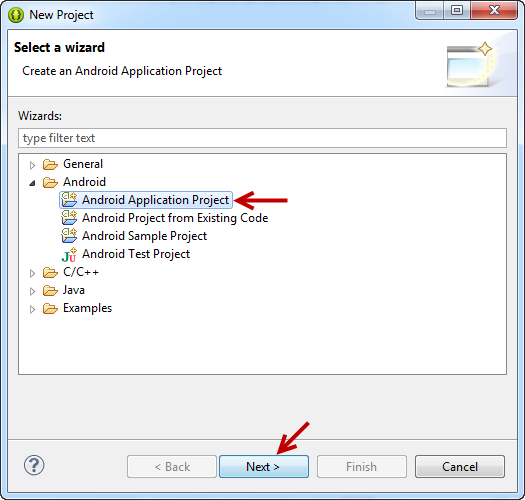 New Project
Select a wizard
Create an Android Application Project
Wizards:
type filter text
General
Android
Android Application Project
Android Project from Existing Code
Android Sample Project
Android Test Project
C/C++
Java
Examples
?
< Back
Next >
Finish
Cancel